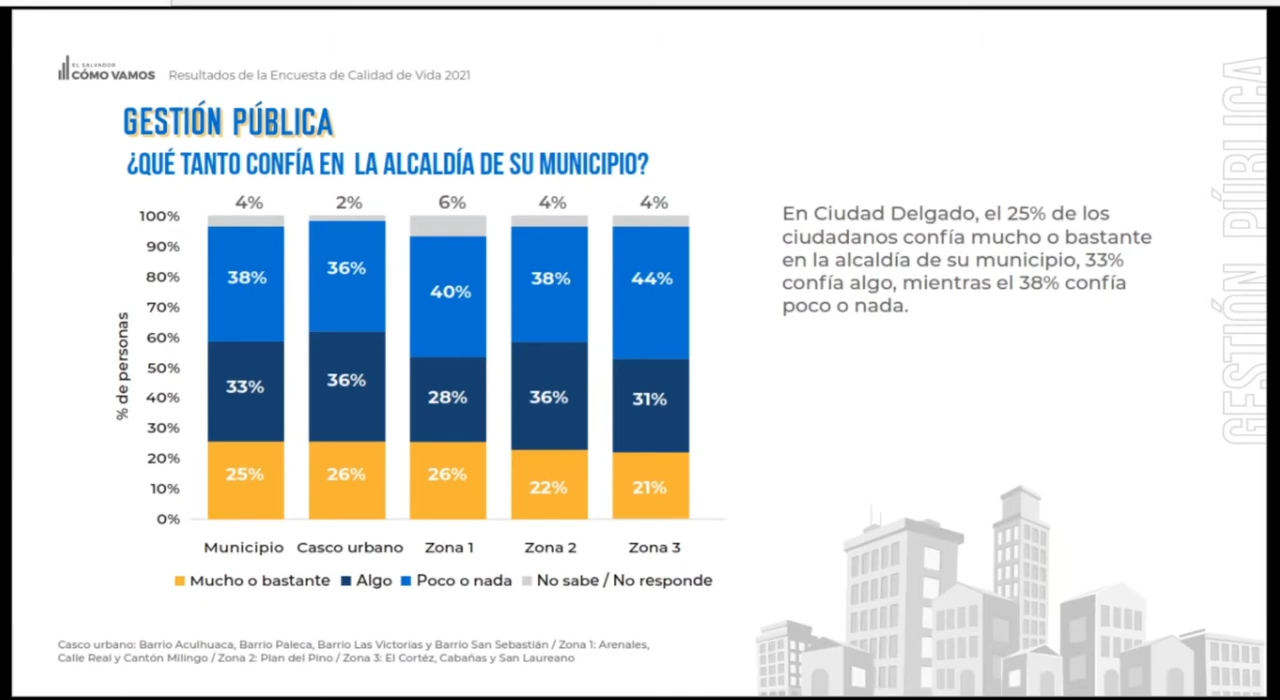 EL SALVADOR
CÓMO VAMOS Resultados de la Encuesta de Calidad de Vida 2021
GESTIÓN PÚBLICA
¿QUÉ TANTO CONFÍA EN LA ALCALDÍA DE SU MUNICIPIO?
4% 2% 6% 4% 4%
100%
90%
80%
70%
60%
50%
40%
30%
20%
10%
0%
% de personas
38% 36% 40% 38% 44%
33% 36% 28% 36% 31%
25% 26% 26% 22% 21%
Municipio Casco urbano Zona 1 Zona 2 Zona 3
Mucho o bastante Algo Poco o nada No sabe / No responde
En Ciudad Delgado, el 25% de los
ciudadanos confía mucho o bastante
en la alcaldía de su municipio, 33%
confía algo, mientras el 38% confía
poco o nada.
GESTIÓN PÚBLICA
Casco urbano: Barrio Aculhuaca, Barrio Paleca, Barrio Las Victorias y Barrio San Sebastián / Zona 1: Arenales,
Calle Real y Cantón Milingo / Zona 2: Plan del Pino / Zona 3: El Cortéz, Cabañas y San Laureano